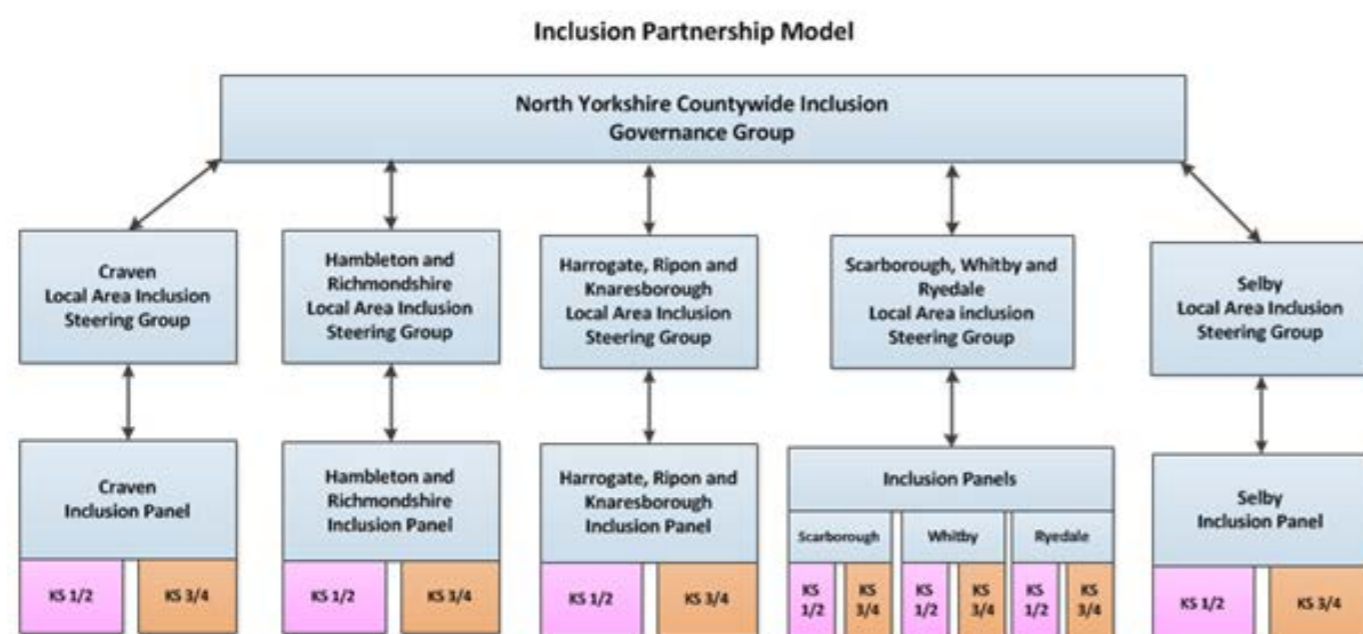 Inclusion Partnership Model
North Yorkshire Countywide Inclusion
Governance Group
Craven
Local Area Inclusion
Steering Group
Hambleton and
Richmondshire
Local Area Inclusion
Steering Group
Harrogate, Ripon and
Knaresborough
Local Area Inclusion
Steering Group
Scarborough, Whitby and
Ryedale
Local Area inclusion
Steering Group
Selby
Local Area Inclusion
Steering Group
Craven
Inclusion Panel
KS 1/2
KS 3/4
Hambleton and
Richmondshire
Inclusion Panel
KS 1/2
KS 3/4
Harrogate, Ripon and
Knaresborough
Inclusion Panel
KS 1/2
KS 3/4
Inclusion Panels
Scarborough
KS
1/2
KS
3/4
Whitby
KS
1/2
KS
3/4
Ryedale
KS
1/2
KS
3/4
Selby
Inclusion Panel
KS 1/2
KS 3/4